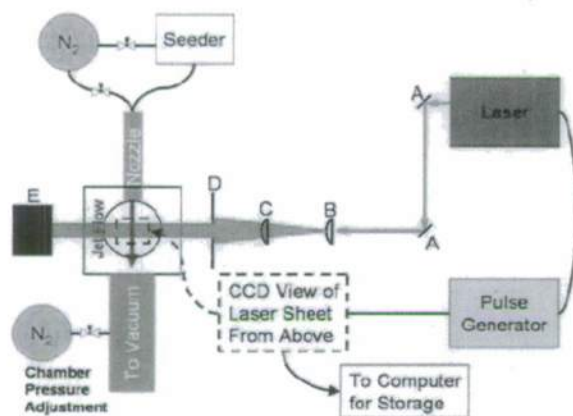 N2
Seeder
A
Laser
Nozzle
E
D
C
B
Jet Flow
A
CCD View of
Laser Sheet
From Above
Pulse
Generator
N2
To Vacuum
Chamber
Pressure
Adjustment
To Computer
for Storage